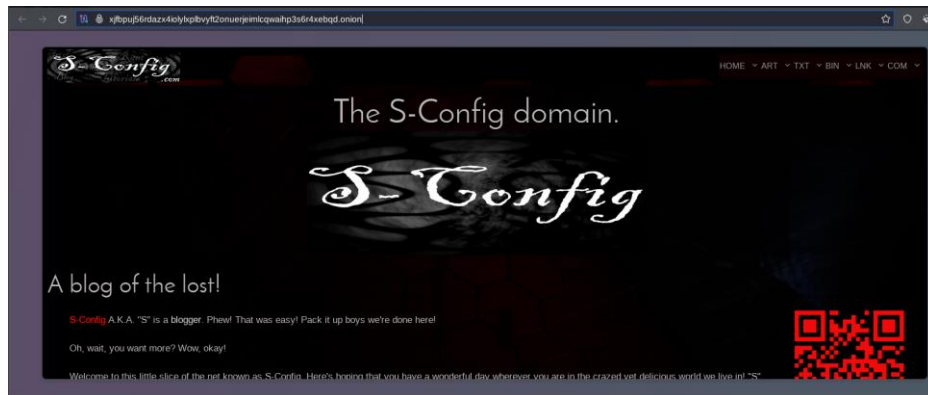 xjfbpuj56rdazx4iolylxplbvyft2onuerjeimlcqwaihp3s6r4xebqd.onion
S-Config
.com
HOME ART TXT BIN LNK COM
The S-Config domain.
S-Config
A blog of the lost!
S-Config A.K.A. "S" is a blogger. Phew! That was easy! Pack it up boys we're done here!
Oh, wait, you want more? Wow, okay!
Welcome to this little slice of the net known as S-Config. Here's hoping that you have a wonderful day wherever you are in the crazed yet delicious world we live in! "S"